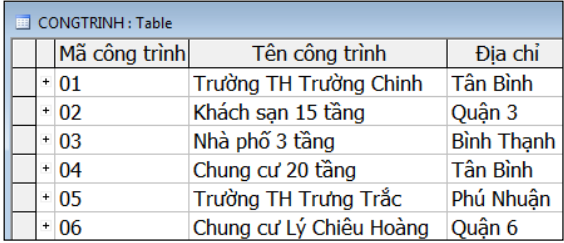 CONGTRINH : Table
Mã công trình Tên công trình Địa chỉ
+ 01 Trường TH Trường Chinh Tân Bình
+ 02 Khách sạn 15 tầng Quận 3
+ 03 Nhà phố 3 tầng Bình Thạnh
+ 04 Chung cư 20 tầng Tân Bình
+ 05 Trường TH Trưng Trắc Phú Nhuận
+ 06 Chung cư Lý Chiêu Hoàng Quận 6